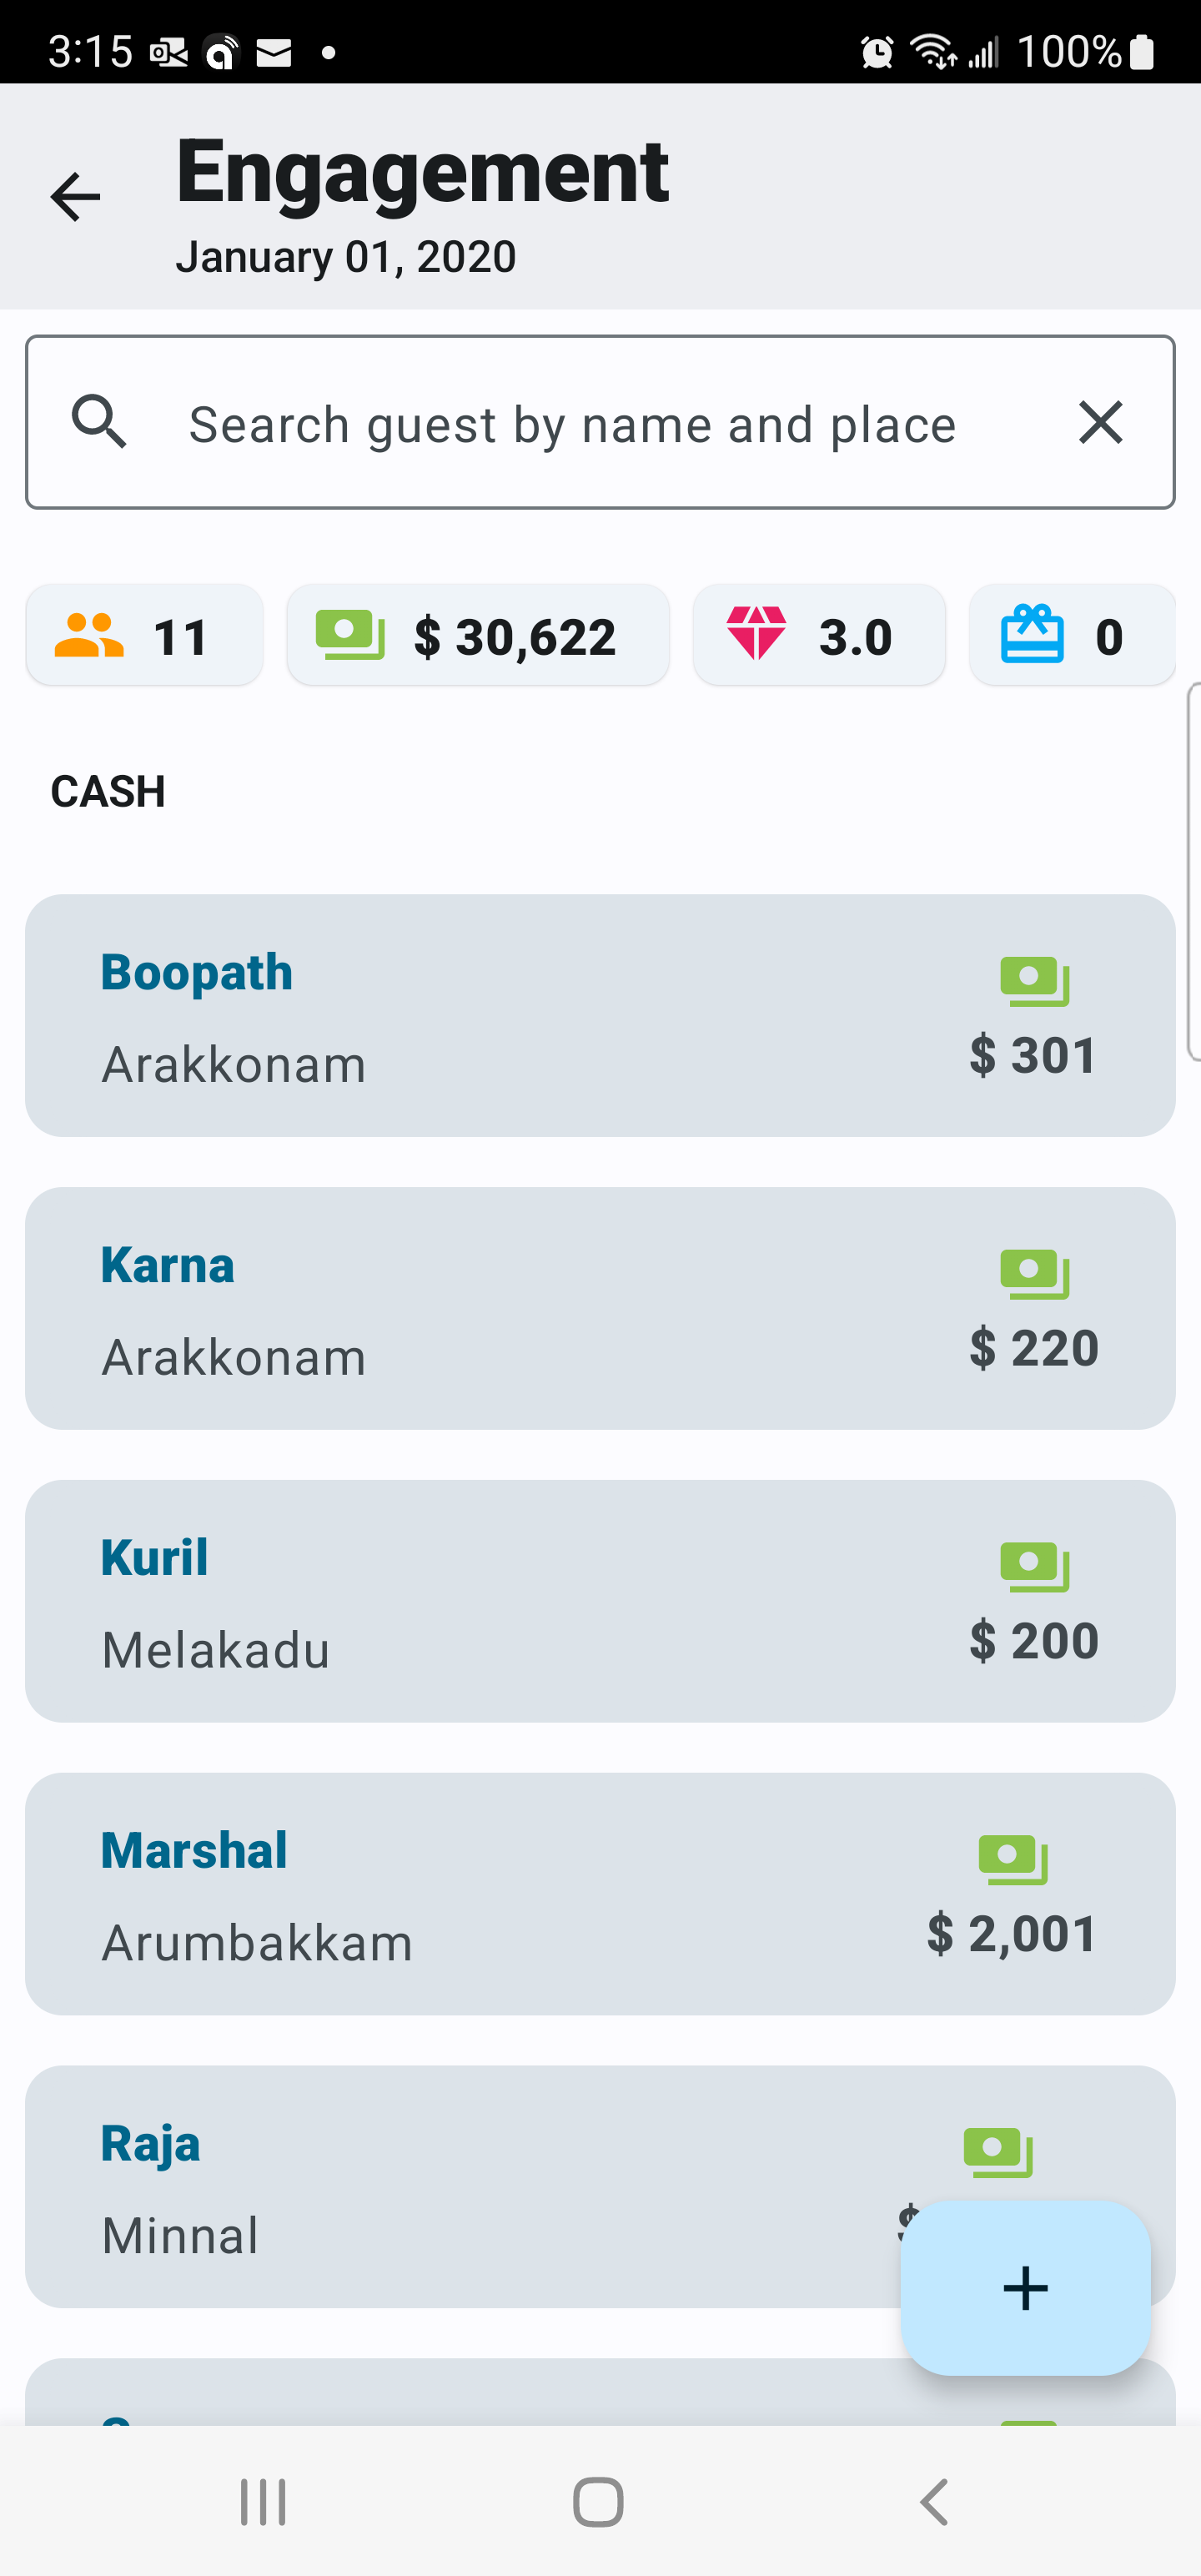 3:15 100%
Engagement
January 01, 2020
Search guest by name and place
11 $ 30,622 3.0 0
CASH
Boopath
Arakkonam
$ 301
Karna
Arakkonam
$ 220
Kuril
Melakadu
$ 200
Marshal
Arumbakkam
$ 2,001
Raja
Minnal
$